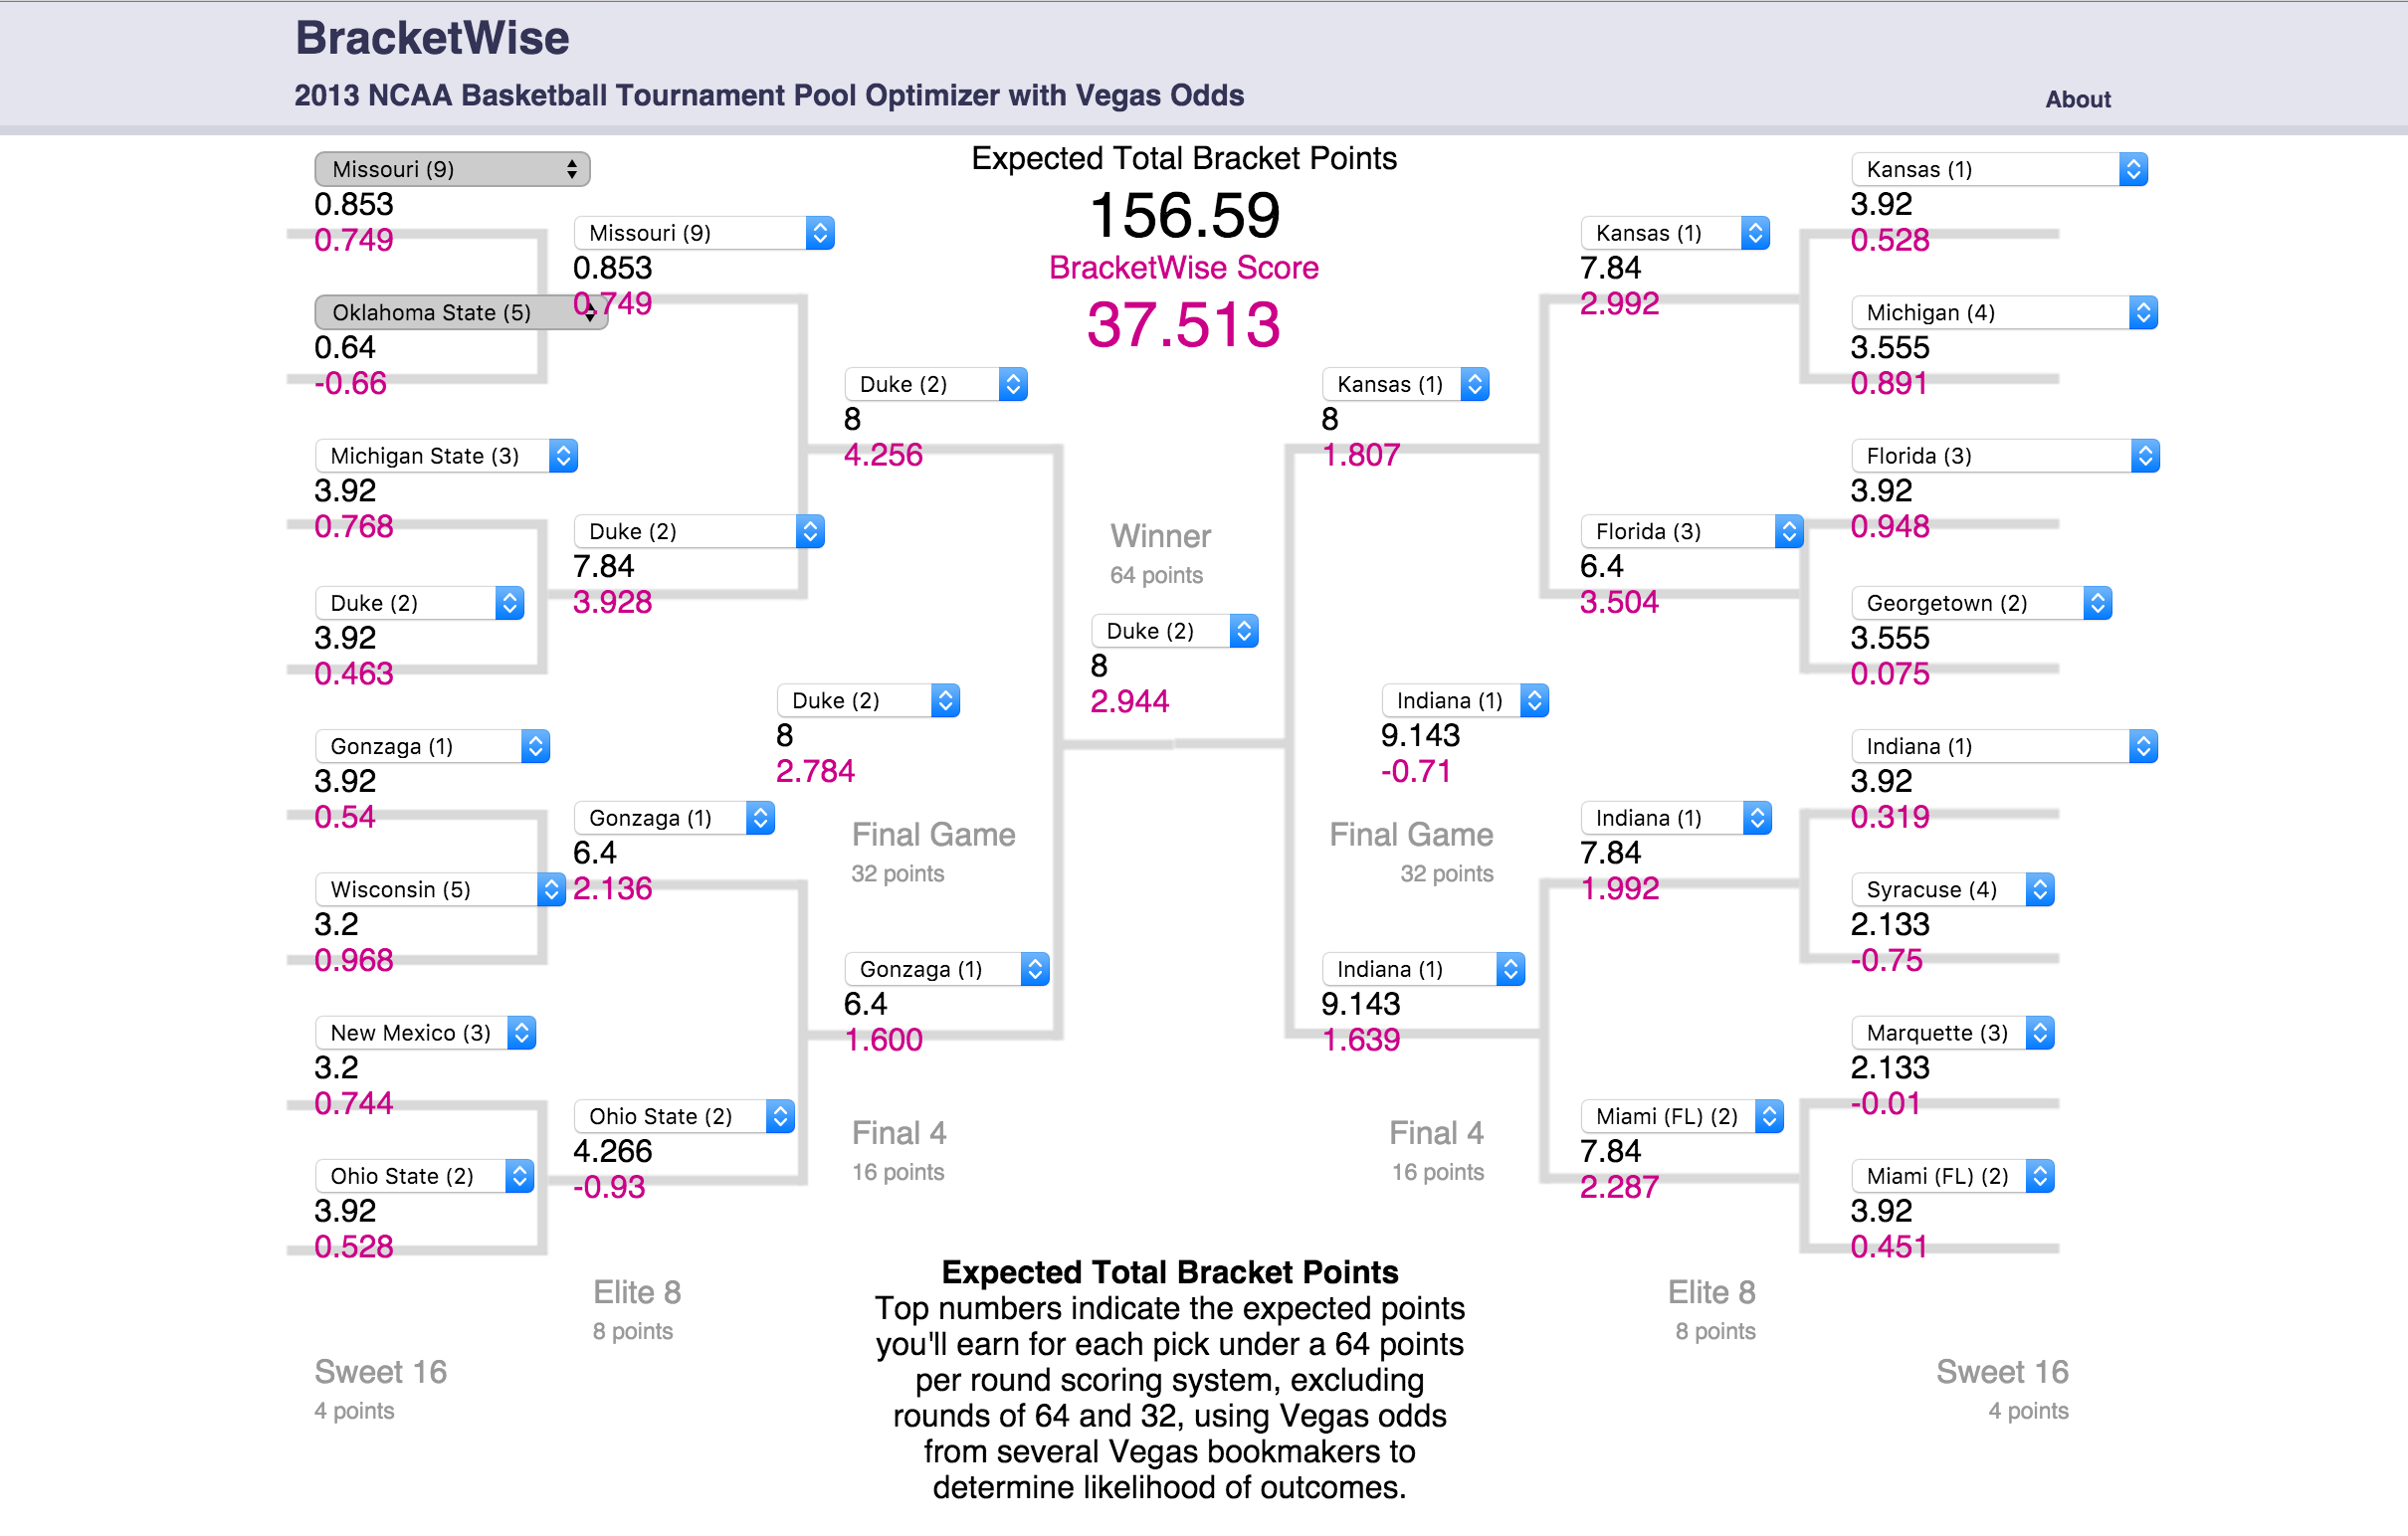 BracketWise
2013 NCAA Basketball Tournament Pool Optimizer with Vegas Odds
About
Missouri (9)
0.853
0.749
Oklahoma State (5)
0.64
-0.66
Michigan State (3)
3.92
0.768
Duke (2)
3.92
0.463
Gonzaga (1)
3.92
0.54
Wisconsin (5)
3.2
0.968
New Mexico (3)
3.2
0.744
Ohio State (2)
3.92
0.528
Sweet 16
4 points
Missouri (9)
0.853
0.749
Duke (2)
7.84
3.928
Gonzaga (1)
6.4
2.136
Ohio State (2)
4.266
-0.93
Elite 8
8 points
Duke (2)
8
4.256
Duke (2)
8
2.784
Final Game
32 points
Gonzaga (1)
6.4
1.600
Final 4
16 points
Expected Total Bracket Points
156.59
BracketWise Score
37.513
Winner
64 points
Duke (2)
8
2.944
Kansas (1)
8
1.807
Indiana (1)
9.143
-0.71
Final Game
32 points
Indiana (1)
9.143
1.639
Final 4
16 points
Kansas (1)
7.84
2.992
Florida (3)
6.4
3.504
Indiana (1)
7.84
1.992
Miami (FL) (2)
7.84
2.287
Elite 8
8 points
Kansas (1)
3.92
0.528
Michigan (4)
3.555
0.891
Florida (3)
3.92
0.948
Georgetown (2)
3.555
0.075
Indiana (1)
3.92
0.319
Syracuse (4)
2.133
-0.75
Marquette (3)
2.133
-0.01
Miami (FL) (2)
3.92
0.451
Sweet 16
4 points
Expected Total Bracket Points
Top numbers indicate the expected points
you'll earn for each pick under a 64 points
per round scoring system, excluding
rounds of 64 and 32, using Vegas odds
from several Vegas bookmakers to
determine likelihood of outcomes.